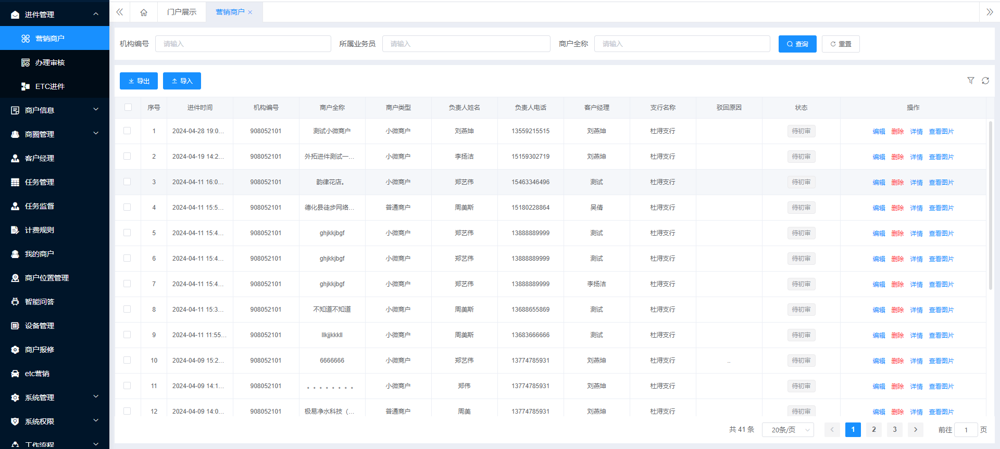 进件管理
营销商户
办理审核
ETC进件
商户信息
商圈管理
客户经理
任务管理
任务监督
计费规则
我的商户
商户位置管理
智能问答
设备管理
商户报修
etc营销
系统管理
系统权限
工作流程
门户展示 营销商户
机构编号 请输入 所属业务员 请输入 商户全称 请输入 查询 重置
导出 导入
序号 进件时间 机构编号 商户全称 商户类型 负责人姓名 负责人电话 客户经理 支行名称 驳回原因 状态 操作
1 2024-04-28 19:0... 908052101 测试小微商户 小微商户 刘燕坤 13559215515 刘燕坤 杜浔支行 待初审 编辑 删除 详情 查看图片
2 2024-04-19 14:2... 908052101 外拓进件测试一... 小微商户 李扬洁 15159302719 刘燕坤 杜浔支行 待初审 编辑 删除 详情 查看图片
3 2024-04-11 16:0... 908052101 韵律花店。 小微商户 郑艺伟 15463346496 测试 杜浔支行 待初审 编辑 删除 详情 查看图片
4 2024-04-11 15:5... 908052101 德化县徒步网络... 普通商户 周美斯 15180228864 吴倩 杜浔支行 待初审 编辑 删除 详情 查看图片
5 2024-04-11 15:4... 908052101 ghjkkjbgf 小微商户 郑艺伟 13888889999 测试 杜浔支行 待初审 编辑 删除 详情 查看图片
6 2024-04-11 15:4... 908052101 ghjkkjbgf 小微商户 郑艺伟 13888889999 测试 杜浔支行 待初审 编辑 删除 详情 查看图片
7 2024-04-11 15:4... 908052101 ghjkkjbgf 小微商户 郑艺伟 13888889999 李扬洁 杜浔支行 待初审 编辑 删除 详情 查看图片
8 2024-04-11 15:3... 908052101 不知道不知道 小微商户 周美斯 13688655869 测试 杜浔支行 待初审 编辑 删除 详情 查看图片
9 2024-04-11 11:55... 908052101 llkjjkkkll 小微商户 周美斯 13683666666 测试 杜浔支行 待初审 编辑 删除 详情 查看图片
10 2024-04-09 15:2... 908052101 6666666 小微商户 郑艺伟 13774785931 刘燕坤 杜浔支行 .. 待初审 编辑 删除 详情 查看图片
11 2024-04-09 14:1... 908052101 。。。。。。。。 小微商户 郑伟 13774785931 刘燕坤 杜浔支行 待初审 编辑 删除 详情 查看图片
12 2024-04-09 14:0... 908052101 极易净水科技（... 普通商户 周美 13774785931 刘燕坤 杜浔支行 待初审 编辑 删除 详情 查看图片
共 41 条 20条/页 1 2 3 前往 1 页